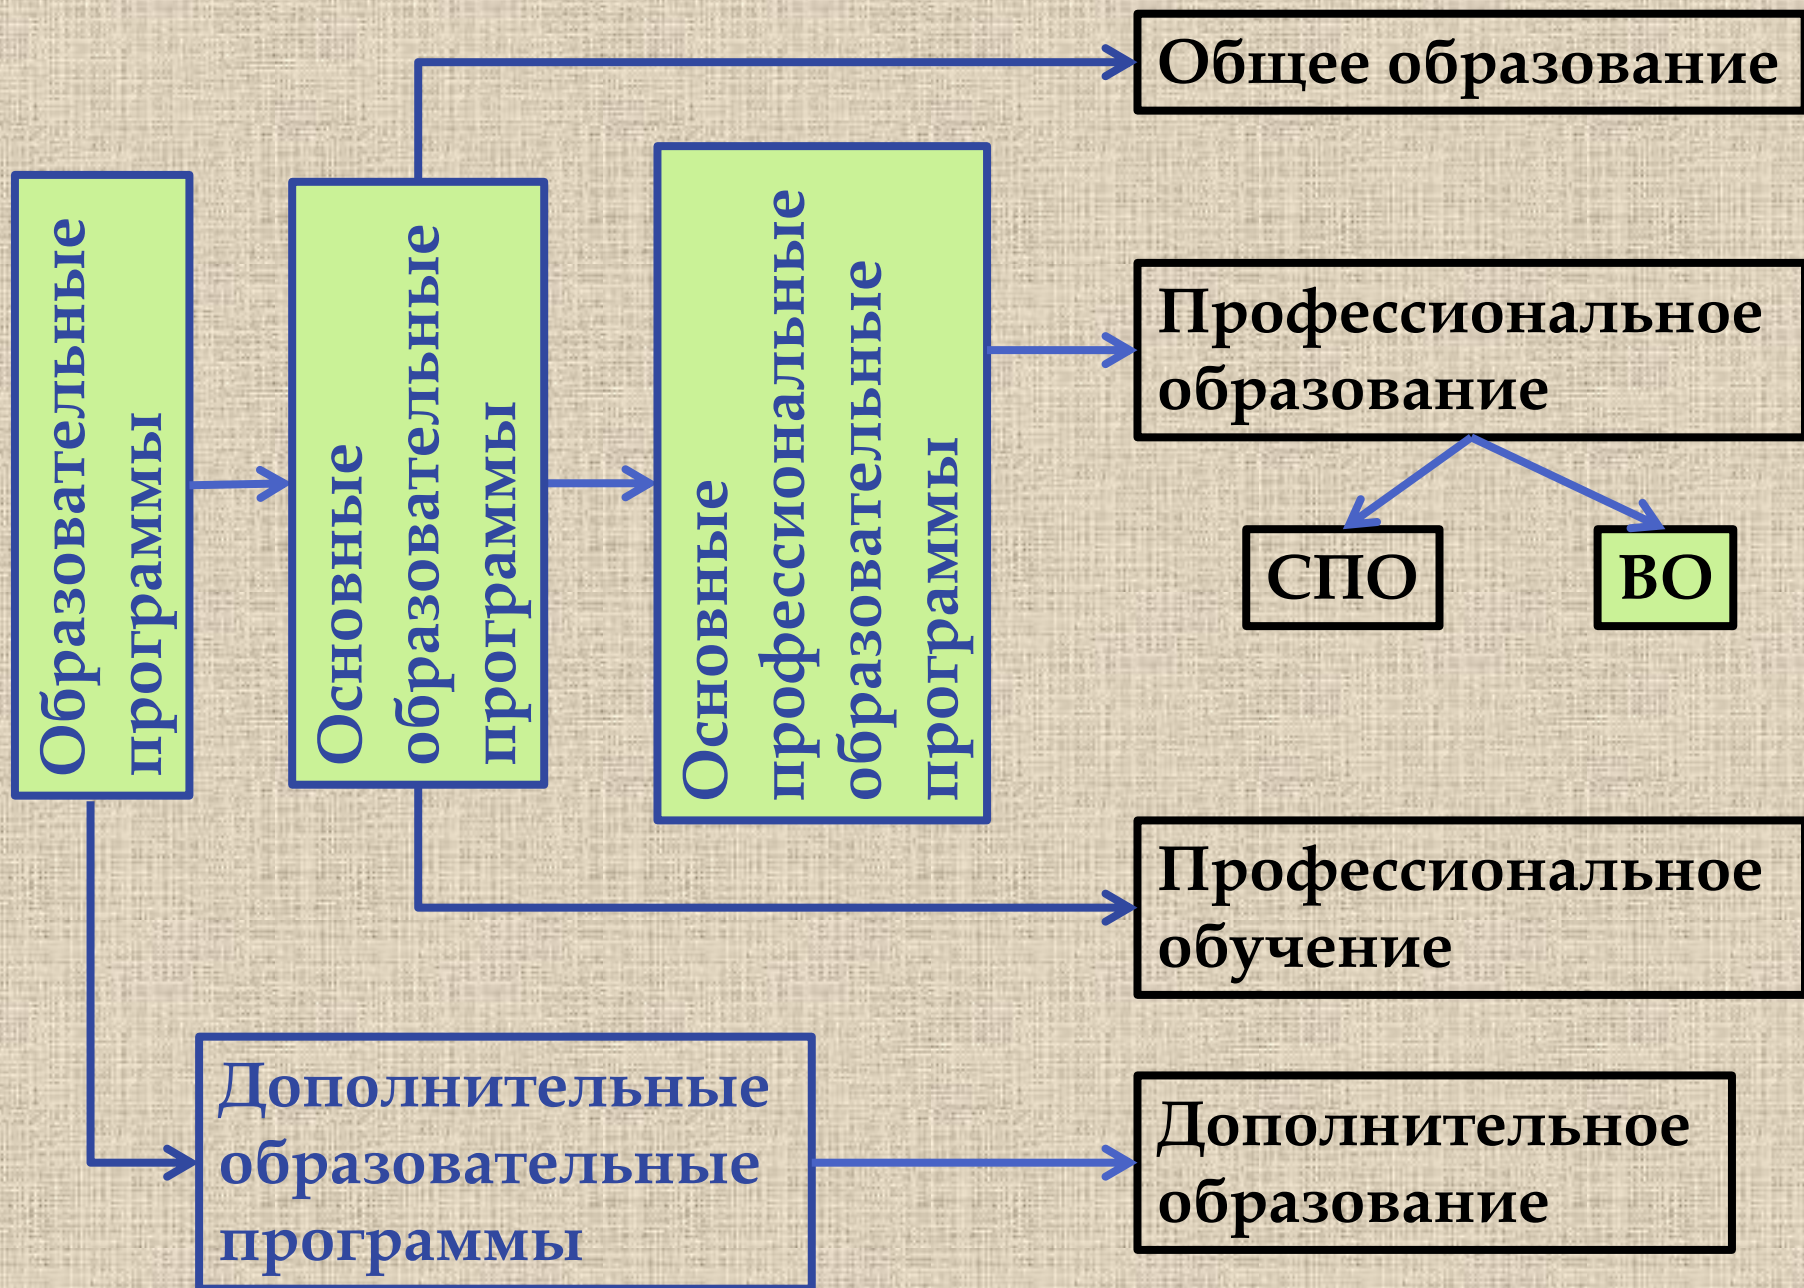 Общее образование
Образовательные
программы
Основные
образовательные
программы
Основные
профессиональные
образовательные
программы
Профессиональное
образование
СПО
ВО
Профессиональное
обучение
Дополнительные
образовательные
программы
Дополнительное
образование